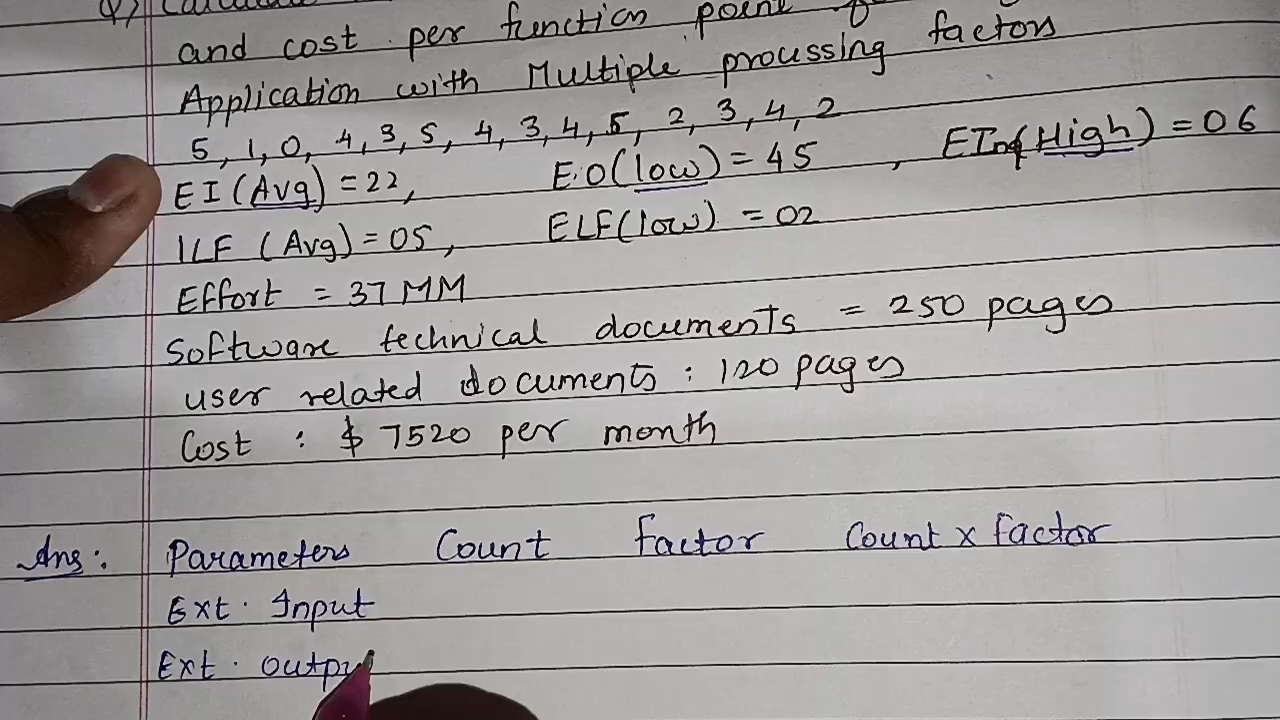 Q)
and cost per function point
Application with Multiple processing factors
5, 1, 0, 4, 3, 5, 4, 3, 4, 5, 2, 3, 4, 2
EI (Avg) = 22, E.O (low) = 45, EInq (High) = 06
ILF (Avg) = 05, ELF (low) = 02
Effort = 37 MM
Software technical documents = 250 pages
user related documents : 120 pages
Cost : $ 7520 per month
Ans: Parameters Count factor Count x factor
Ext. Input
Ext. outpu